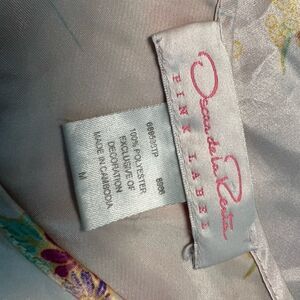 Oscar de la Renta
PINK LABEL
100% POLYESTER
EXCLUSIVE OF
DECORATION
MADE IN CAMBODIA
M